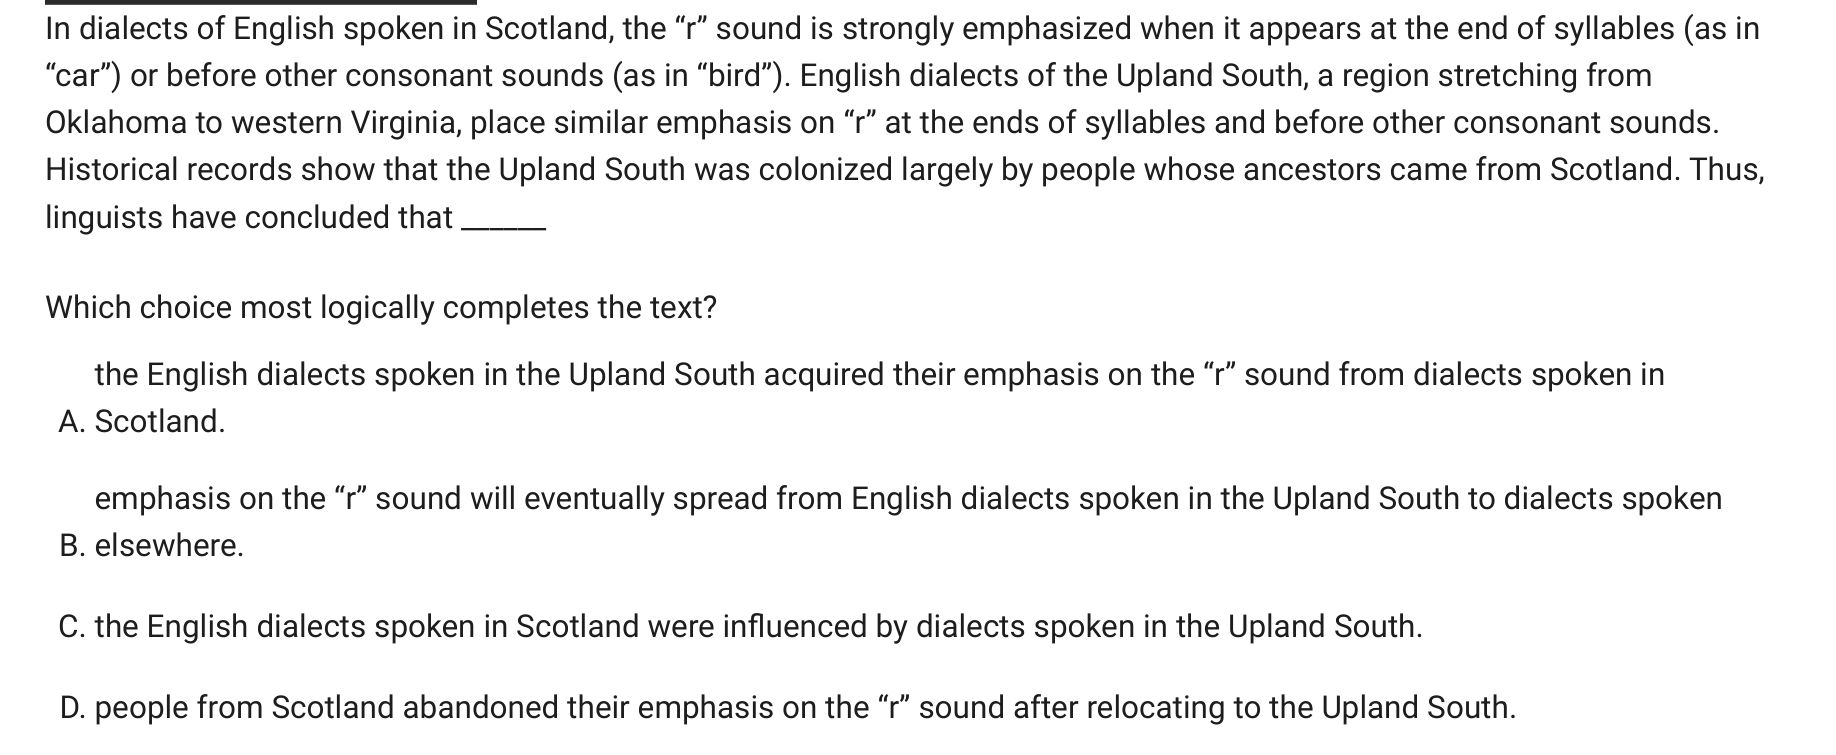 In dialects of English spoken in Scotland, the “r” sound is strongly emphasized when it appears at the end of syllables (as in
“car”) or before other consonant sounds (as in “bird”). English dialects of the Upland South, a region stretching from
Oklahoma to western Virginia, place similar emphasis on “r” at the ends of syllables and before other consonant sounds.
Historical records show that the Upland South was colonized largely by people whose ancestors came from Scotland. Thus,
linguists have concluded that ______
Which choice most logically completes the text?
the English dialects spoken in the Upland South acquired their emphasis on the “r” sound from dialects spoken in
A. Scotland.
emphasis on the “r” sound will eventually spread from English dialects spoken in the Upland South to dialects spoken
B. elsewhere.
C. the English dialects spoken in Scotland were influenced by dialects spoken in the Upland South.
D. people from Scotland abandoned their emphasis on the “r” sound after relocating to the Upland South.